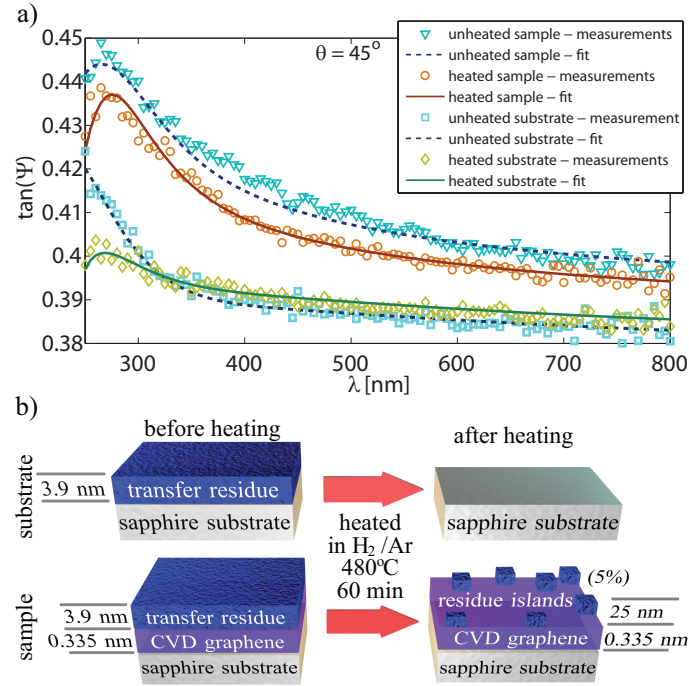 a)
0.45
0.44
0.43
0.42
0.41
0.4
0.39
0.38
tan(Ψ)
θ = 45°
unheated sample – measurements
unheated sample – fit
heated sample – measurements
heated sample – fit
unheated substrate – measurement
unheated substrate – fit
heated substrate – measurements
heated substrate – fit
300 400 500 600 700 800
λ [nm]
b)
before heating
after heating
substrate
3.9 nm
transfer residue
sapphire substrate
sapphire substrate
heated
in H2 /Ar
480ºC
60 min
sample
3.9 nm
0.335 nm
transfer residue
CVD graphene
sapphire substrate
(5%)
residue islands
25 nm
CVD graphene
0.335 nm
sapphire substrate